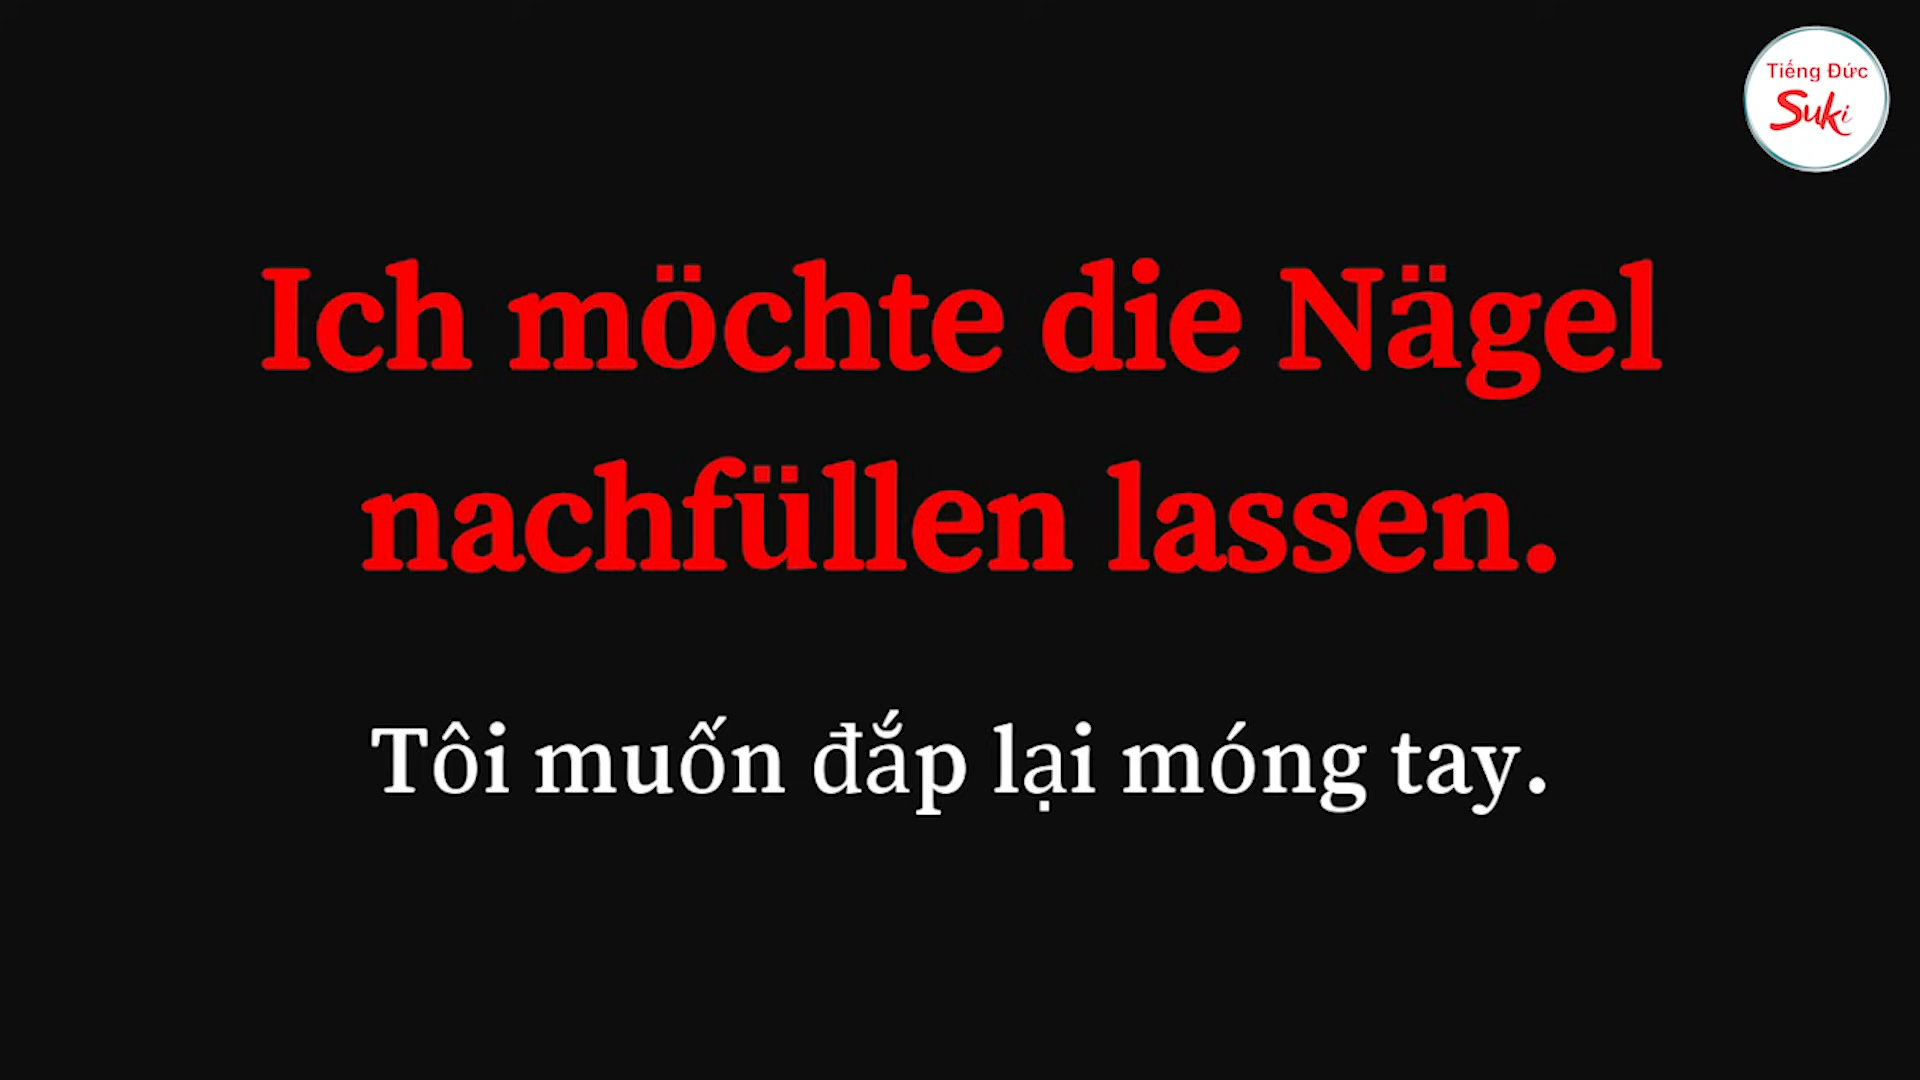 Tiếng Đức
Suki
Ich möchte die Nägel
nachfüllen lassen.
Tôi muốn đắp lại móng tay.